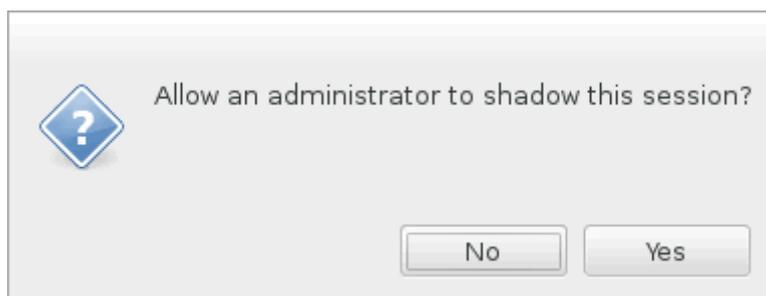 Allow an administrator to shadow this session?
?
No
Yes